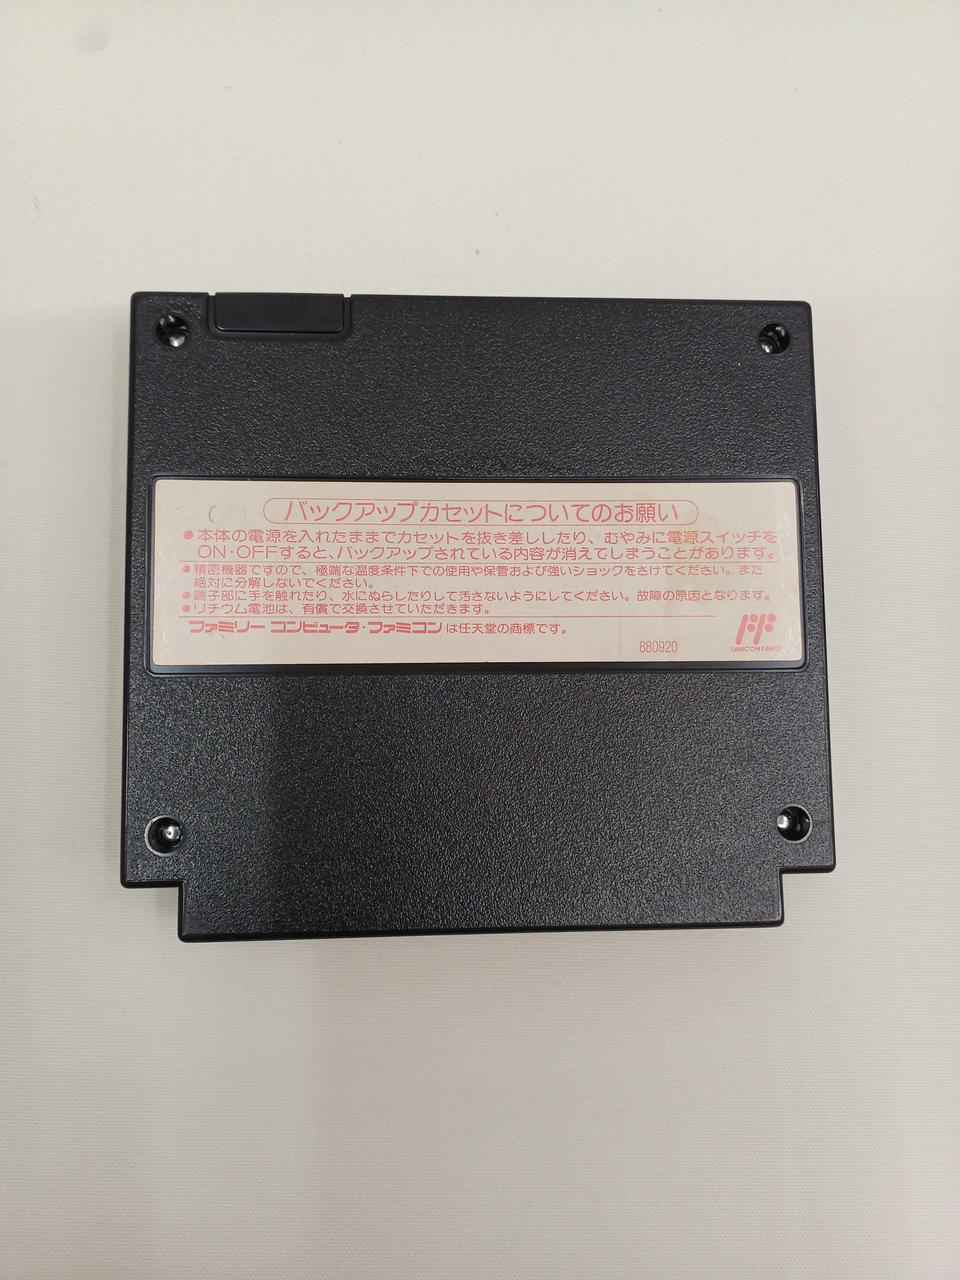 バックアップカセットについてのお願い
●本体の電源を入れたままでカセットを抜き差ししたり、むやみに電源スイッチを
ON・OFFすると、バックアップされている内容が消えてしまうことがあります。
●精密機器ですので、極端な温度条件下での使用や保管および強いショックをさけてください。また
絶対に分解しないでください。
●端子部に手を触れたり、水にぬらしたりして汚さないようにしてください。故障の原因となります。
●リチウム電池は、有償で交換させていただきます。
ファミリー コンピュータ・ファミコン は任天堂の商標です。
880920
FAMICOM FAMILY